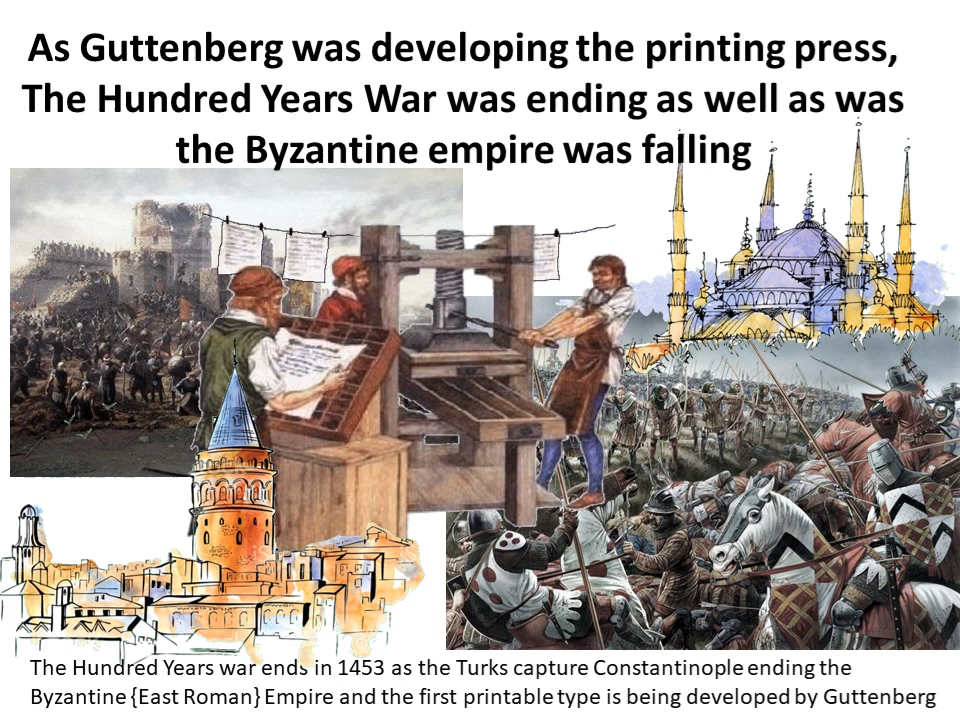 As Guttenberg was developing the printing press,
The Hundred Years War was ending as well as was
the Byzantine empire was falling
The Hundred Years war ends in 1453 as the Turks capture Constantinople ending the
Byzantine {East Roman} Empire and the first printable type is being developed by Guttenberg